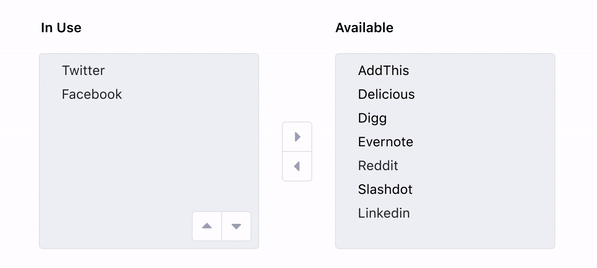 In Use
Twitter
Facebook
Available
AddThis
Delicious
Digg
Evernote
Reddit
Slashdot
Linkedin